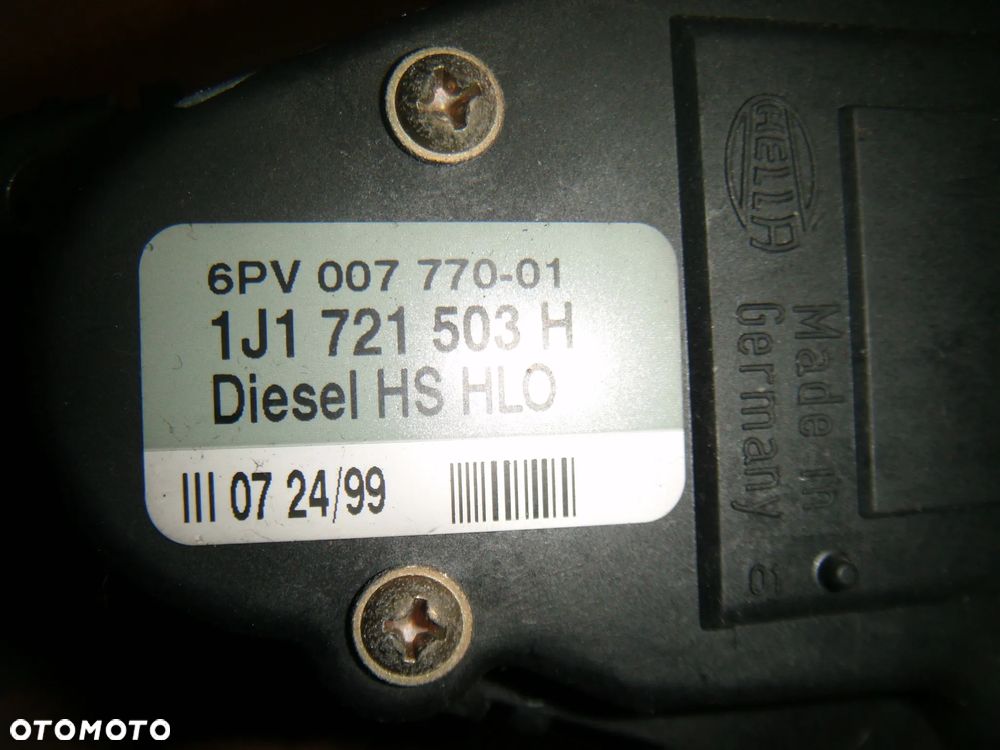 6PV 007 770-01
1J1 721 503 H
Diesel HS HLO
III 07 24/99
HELLA
Made in
Germany
8
OTOMOTO